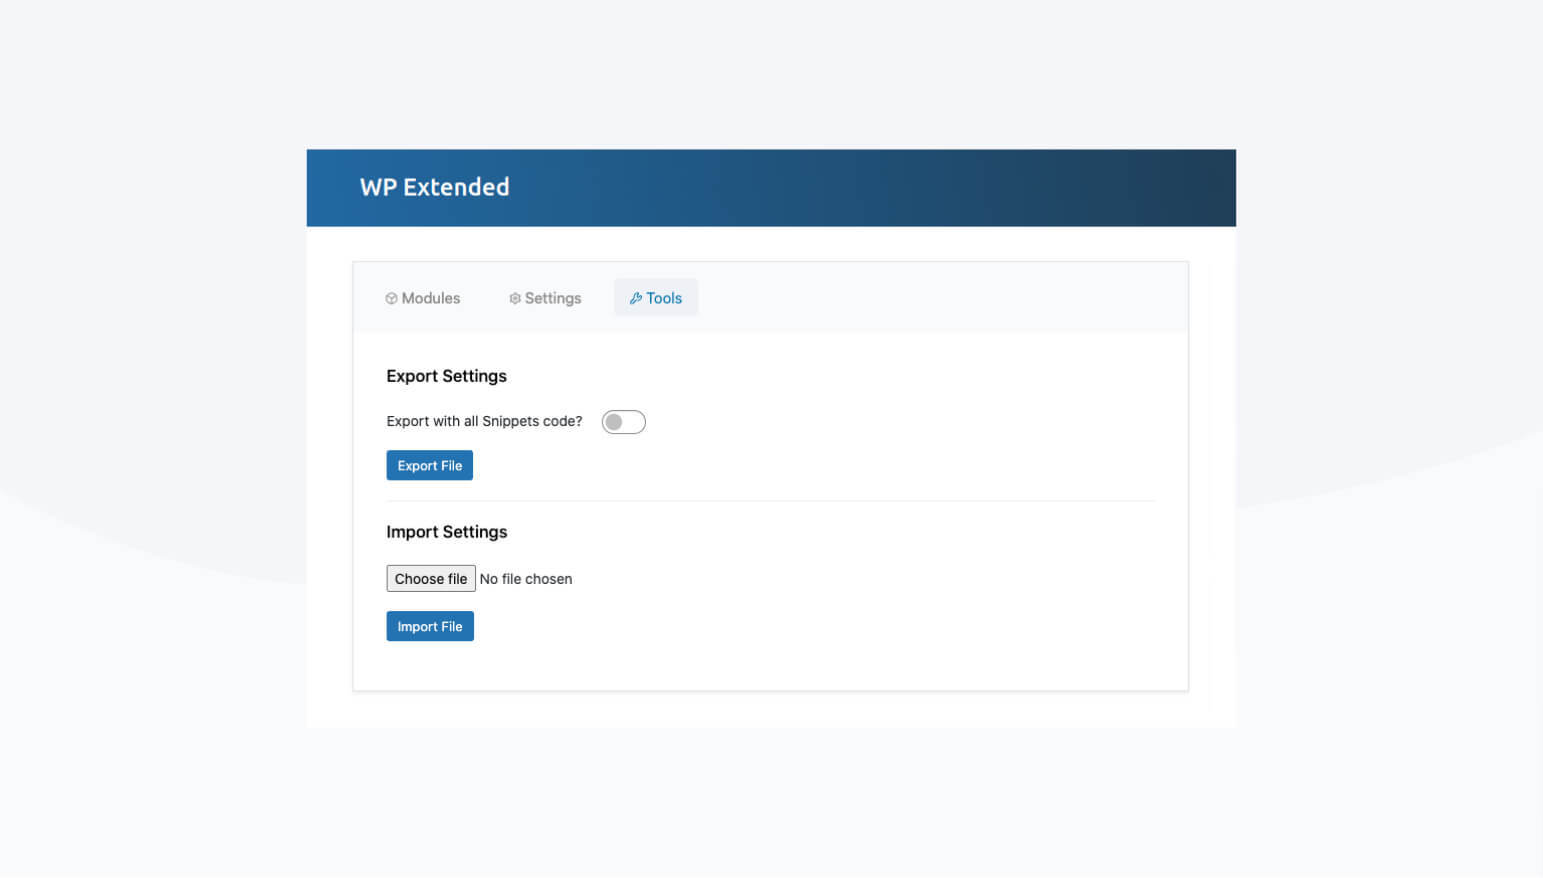 WP Extended
Modules Settings Tools
Export Settings
Export with all Snippets code?
Export File
Import Settings
Choose file No file chosen
Import File